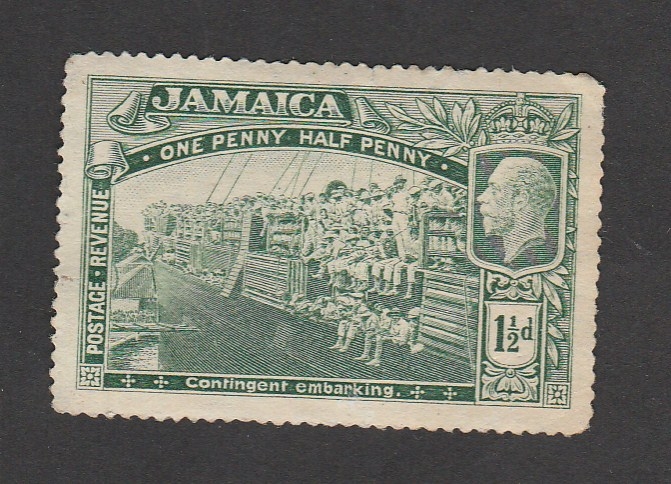 JAMAICA
· ONE PENNY HALF PENNY ·
POSTAGE · REVENUE
1½d
Contingent embarking.